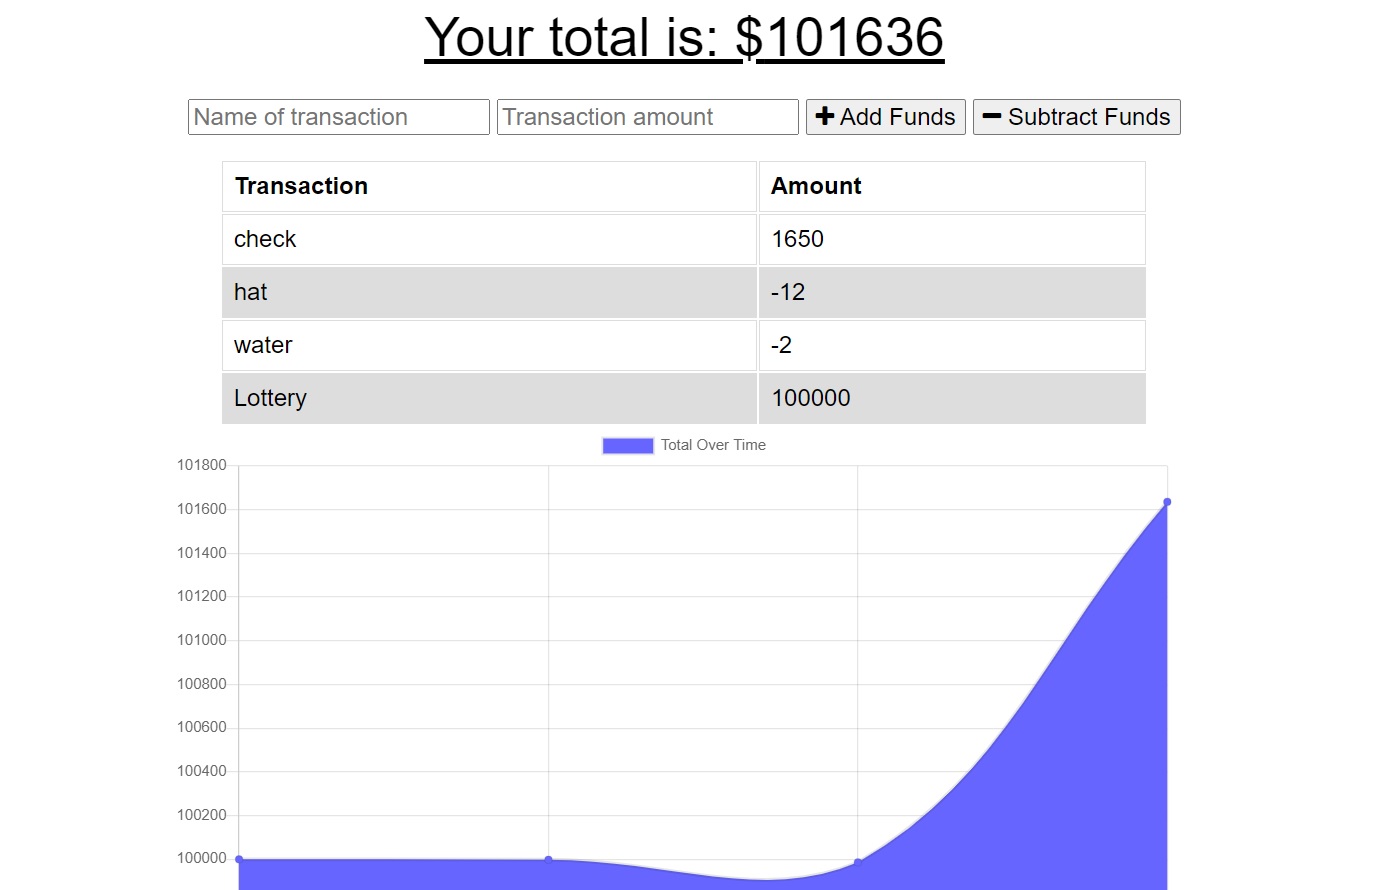 Your total is: $101636
Name of transaction Transaction amount Add Funds Subtract Funds
Transaction Amount
check 1650
hat -12
water -2
Lottery 100000
Total Over Time
101800
101600
101400
101200
101000
100800
100600
100400
100200
100000